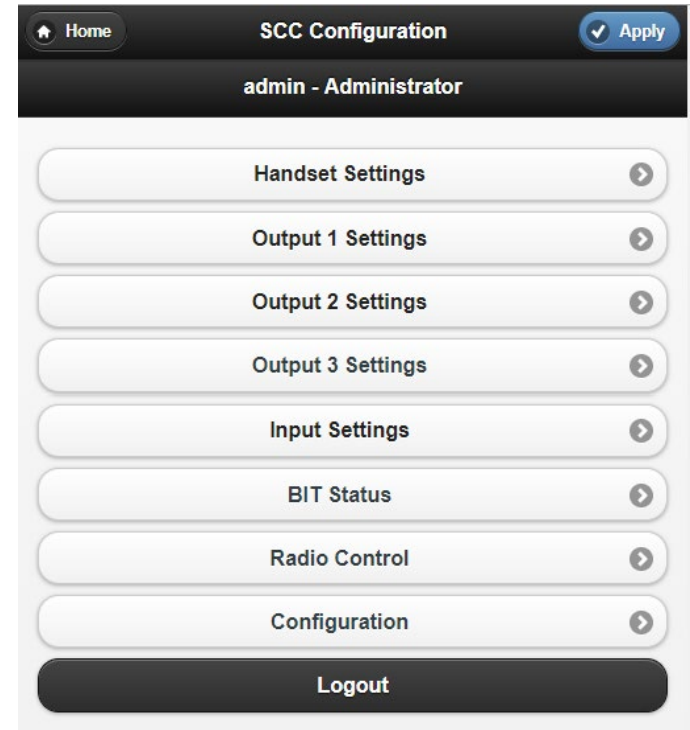 Home
SCC Configuration
Apply
admin - Administrator
Handset Settings
Output 1 Settings
Output 2 Settings
Output 3 Settings
Input Settings
BIT Status
Radio Control
Configuration
Logout